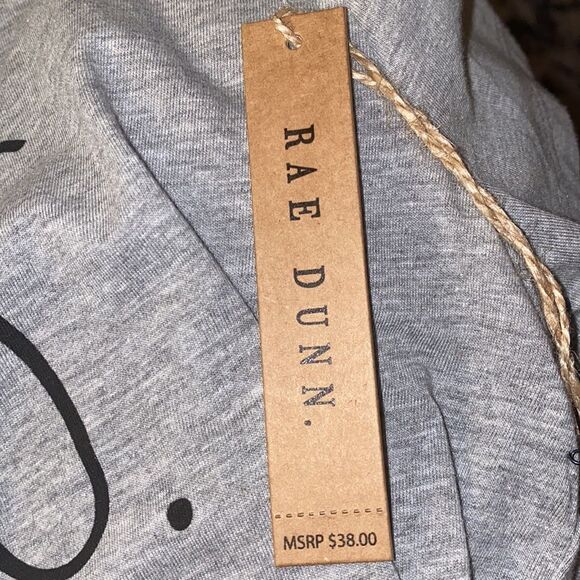 RAE DUNN.
MSRP $38.00